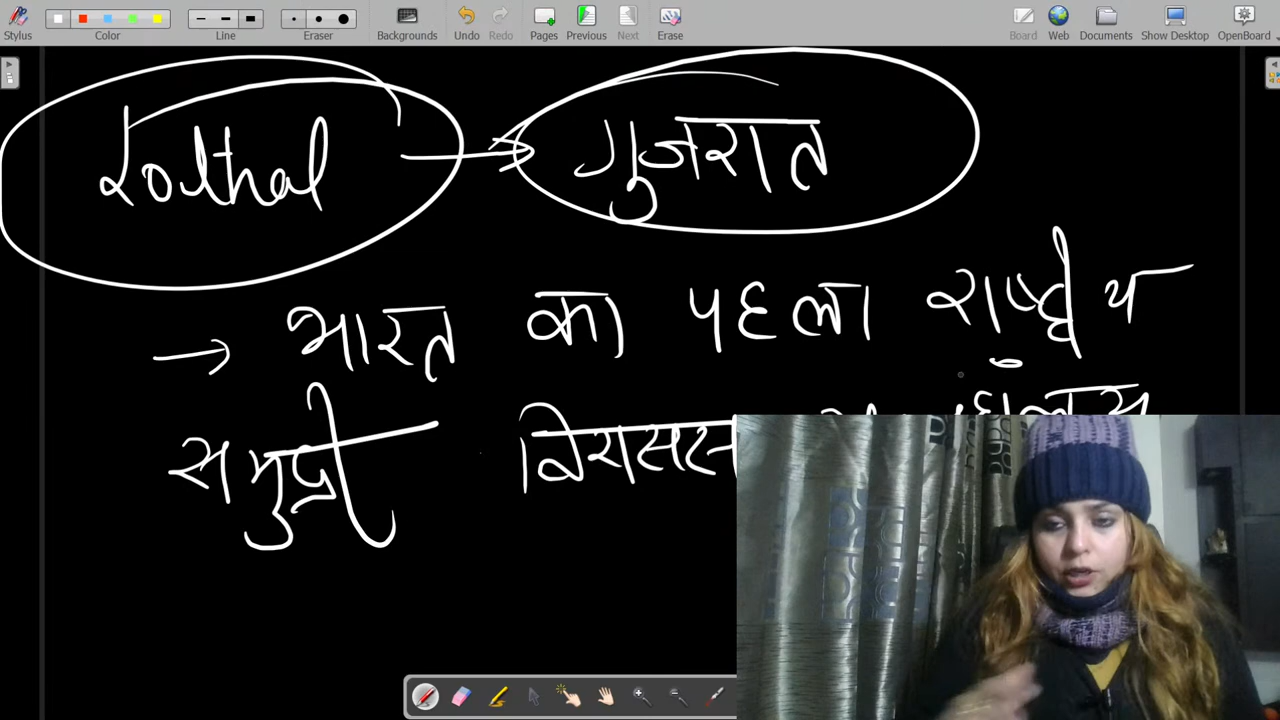 Stylus
Color
Line
Eraser
Backgrounds
Undo
Redo
Pages
Previous
Next
Erase
Board
Web
Documents
Show Desktop
OpenBoard
Lothal → गुजरात
→ भारत का पहला राष्ट्रीय
समुद्री